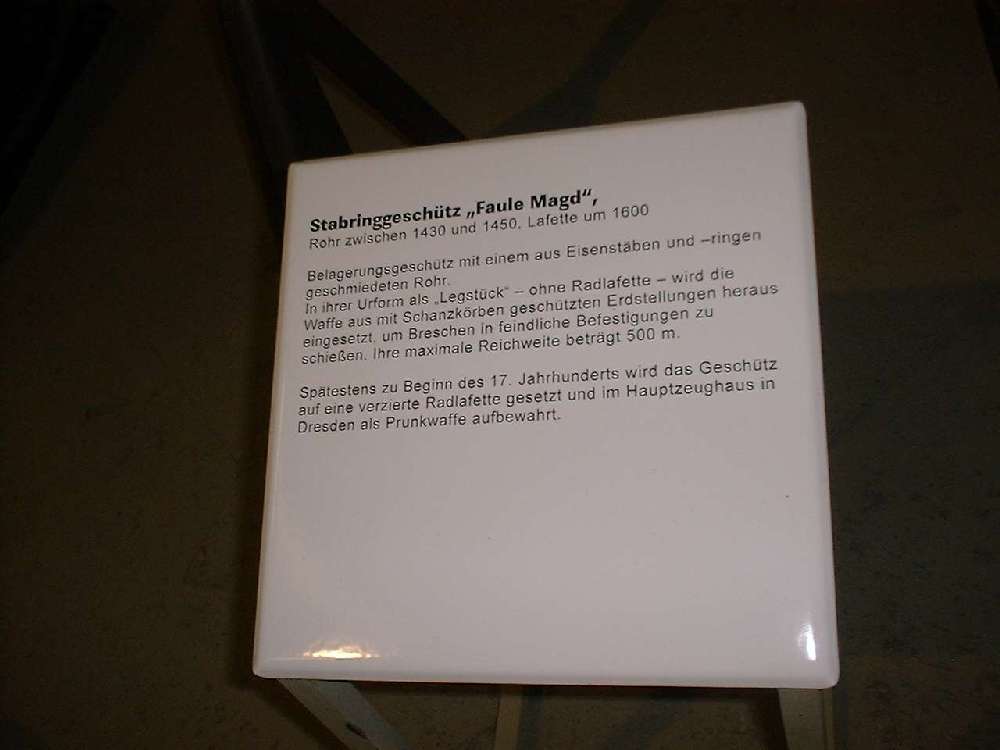 Stabringgeschütz „Faule Magd“,
Rohr zwischen 1430 und 1450, Lafette um 1600
Belagerungsgeschütz mit einem aus Eisenstäben und –ringen
geschmiedeten Rohr.
In ihrer Urform als „Legstück“ – ohne Radlafette – wird die
Waffe aus mit Schanzkörben geschützten Erdstellungen heraus
eingesetzt, um Breschen in feindliche Befestigungen zu
schießen. Ihre maximale Reichweite beträgt 500 m.
Spätestens zu Beginn des 17. Jahrhunderts wird das Geschütz
auf eine verzierte Radlafette gesetzt und im Hauptzeughaus in
Dresden als Prunkwaffe aufbewahrt.